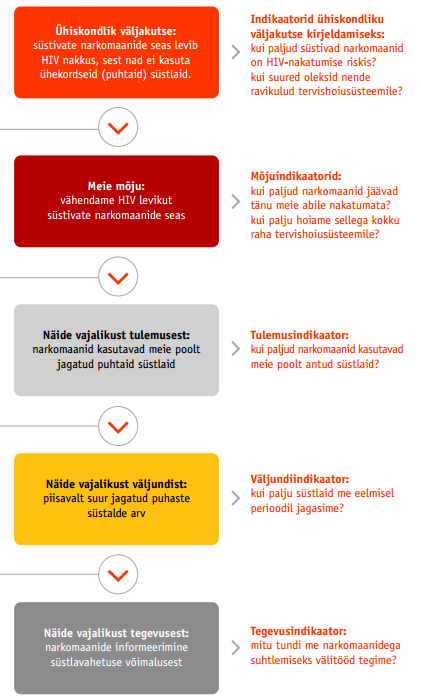 Ühiskondlik väljakutse:
süstivate narkomaanide seas levib
HIV nakkus, sest nad ei kasuta
ühekordseid (puhtaid) süstlaid.
Indikaatorid ühiskondliku
väljakutse kirjeldamiseks:
kui paljud süstivad narkomaanid
on HIV-nakatumise riskis?
kui suured oleksid nende
ravikulud tervishoiusüsteemile?
Meie mõju:
vähendame HIV levikut
süstivate narkomaanide seas
Mõjuindikaatorid:
kui paljud narkomaanid jäävad
tänu meie abile nakatumata?
kui palju hoiame sellega kokku
raha tervishoiusüsteemile?
Näide vajalikust tulemusest:
narkomaanid kasutavad meie poolt
jagatud puhtaid süstlaid
Tulemusindikaator:
kui paljud narkomaanid kasutavad
meie poolt antud süstlaid?
Näide vajalikust väljundist:
piisavalt suur jagatud puhaste
süstalde arv
Väljundiindikaator:
kui palju süstlaid me eelmisel
perioodil jagasime?
Näide vajalikust tegevusest:
narkomaanide informeerimine
süstlavahetuse võimalusest
Tegevusindikaator:
mitu tundi me narkomaanidega
suhtlemiseks välitööd tegime?